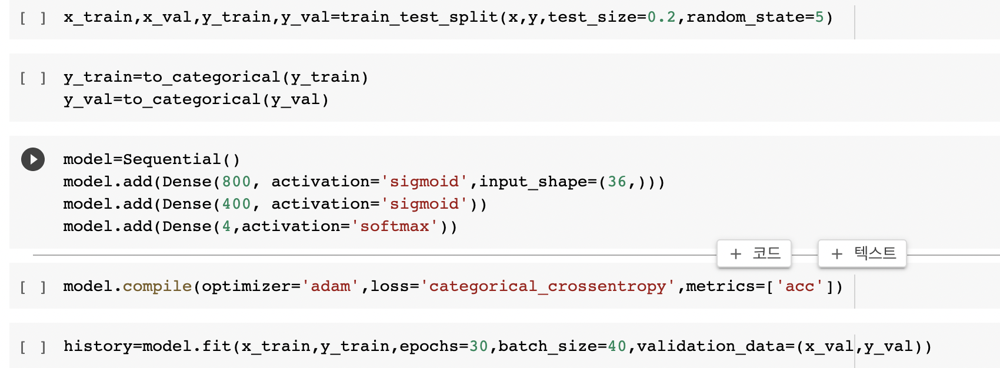 [ ] x_train,x_val,y_train,y_val=train_test_split(x,y,test_size=0.2,random_state=5)
[ ] y_train=to_categorical(y_train)
y_val=to_categorical(y_val)
model=Sequential()
model.add(Dense(800, activation='sigmoid',input_shape=(36,)))
model.add(Dense(400, activation='sigmoid'))
model.add(Dense(4,activation='softmax'))
+ 코드 + 텍스트
[ ] model.compile(optimizer='adam',loss='categorical_crossentropy',metrics=['acc'])
[ ] history=model.fit(x_train,y_train,epochs=30,batch_size=40,validation_data=(x_val,y_val))